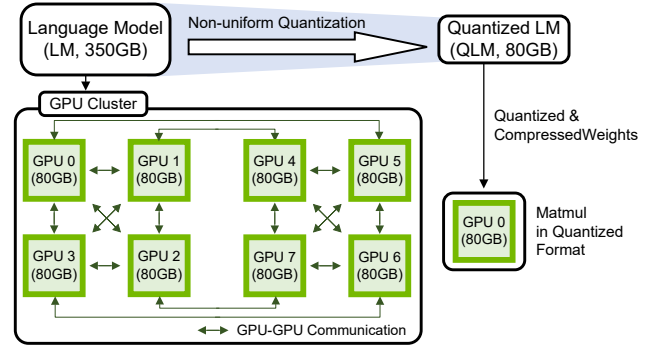 Language Model
(LM, 350GB)
Non-uniform Quantization
Quantized LM
(QLM, 80GB)
GPU Cluster
Quantized &
CompressedWeights
GPU 0
(80GB)
GPU 1
(80GB)
GPU 4
(80GB)
GPU 5
(80GB)
GPU 3
(80GB)
GPU 2
(80GB)
GPU 7
(80GB)
GPU 6
(80GB)
GPU 0
(80GB)
Matmul
in Quantized
Format
GPU-GPU Communication